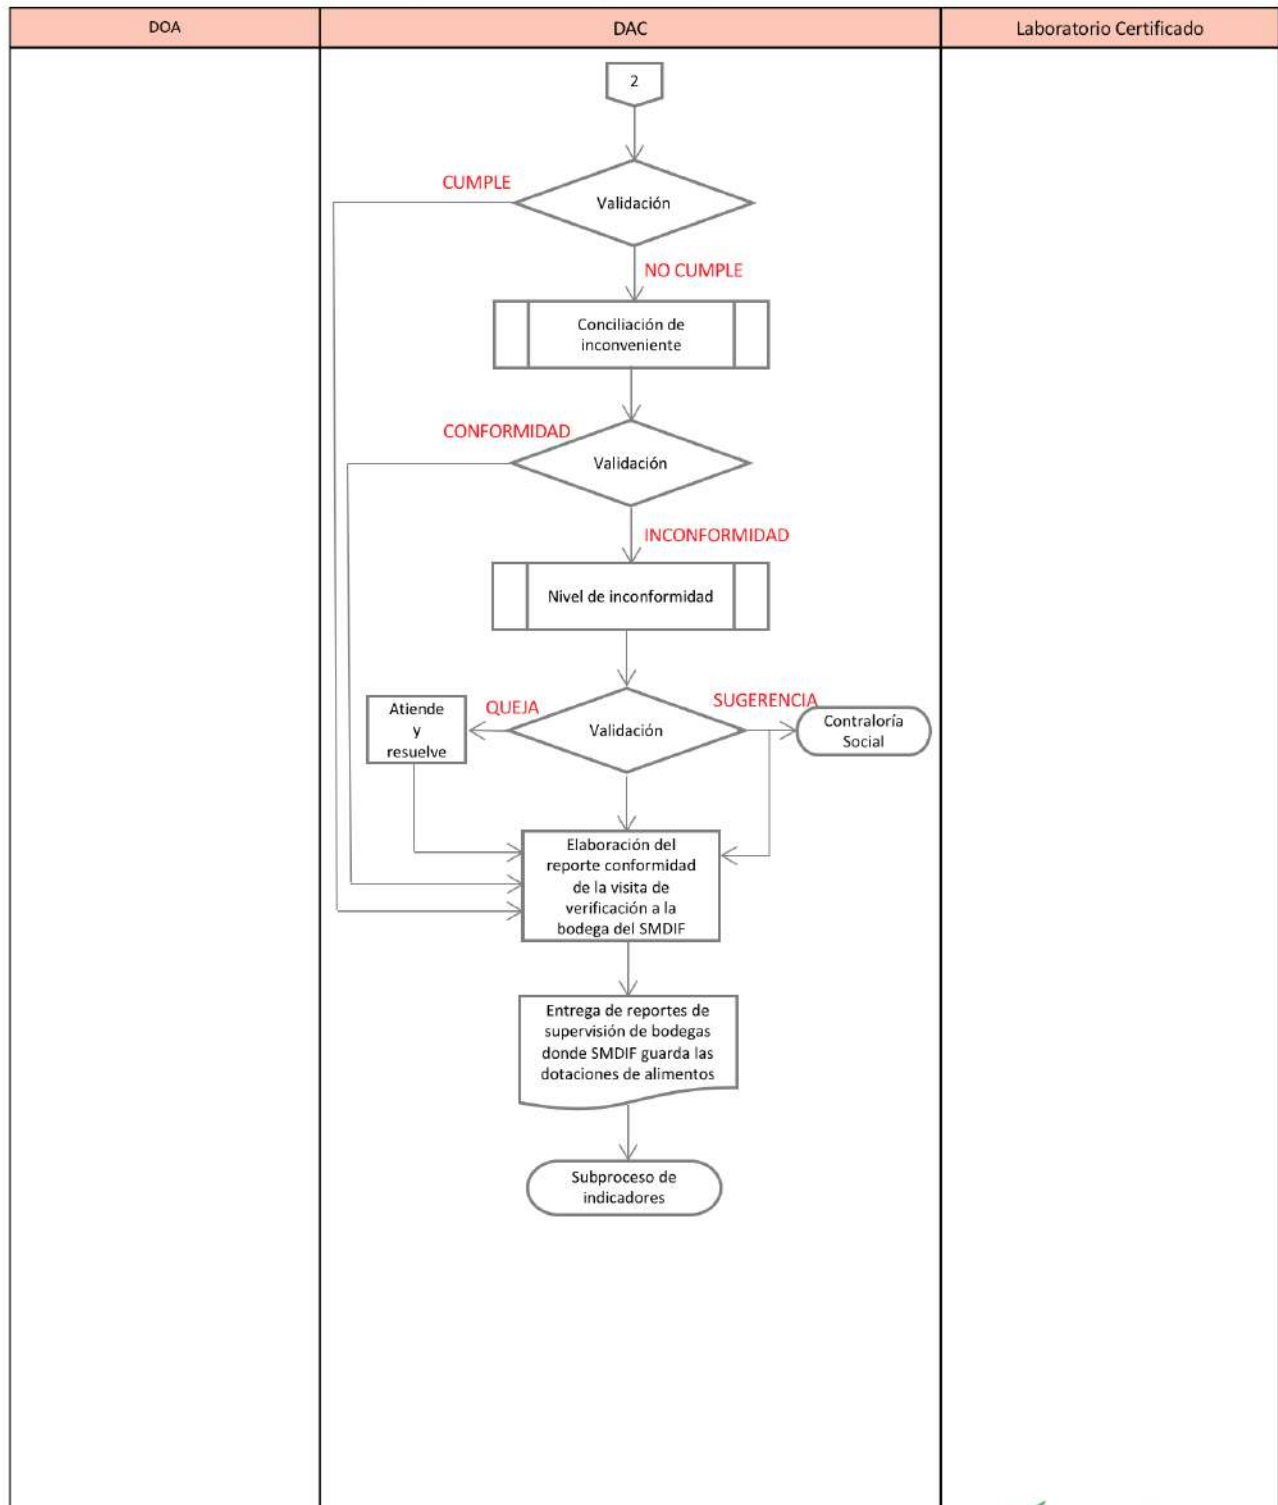 DOA
DAC
Laboratorio Certificado
2
CUMPLE
Validación
NO CUMPLE
Conciliación de
inconveniente
CONFORMIDAD
Validación
INCONFORMIDAD
Nivel de inconformidad
Atiende
y
resuelve
QUEJA
Validación
SUGERENCIA
Contraloría
Social
Elaboración del
reporte conformidad
de la visita de
verificación a la
bodega del SMDIF
Entrega de reportes de
supervisión de bodegas
donde SMDIF guarda las
dotaciones de alimentos
Subproceso de
indicadores